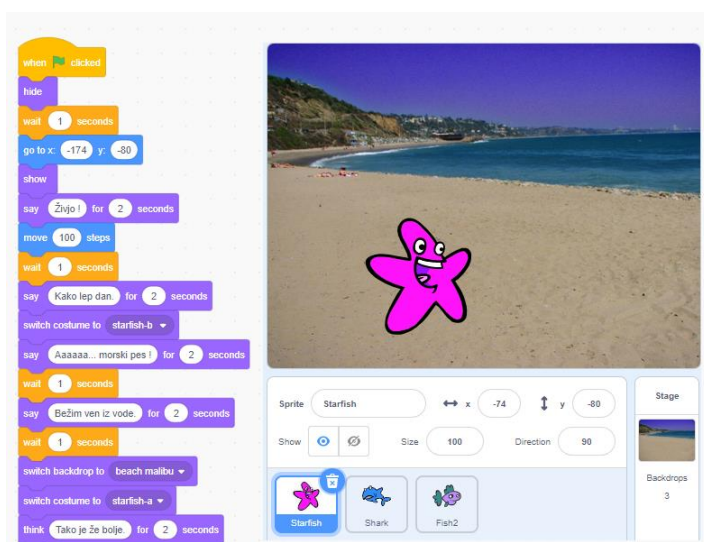 when clicked
hide
wait 1 seconds
go to x: -174 y: -80
show
say Živjo ! for 2 seconds
move 100 steps
wait 1 seconds
say Kako lep dan. for 2 seconds
switch costume to starfish-b
say Aaaaaa... morski pes ! for 2 seconds
wait 1 seconds
say Bežim ven iz vode. for 2 seconds
wait 1 seconds
switch backdrop to beach malibu
switch costume to starfish-a
think Tako je že bolje. for 2 seconds
Sprite Starfish x -74 y -80
Show Size 100 Direction 90
Starfish Shark Fish2
Stage
Backdrops
3